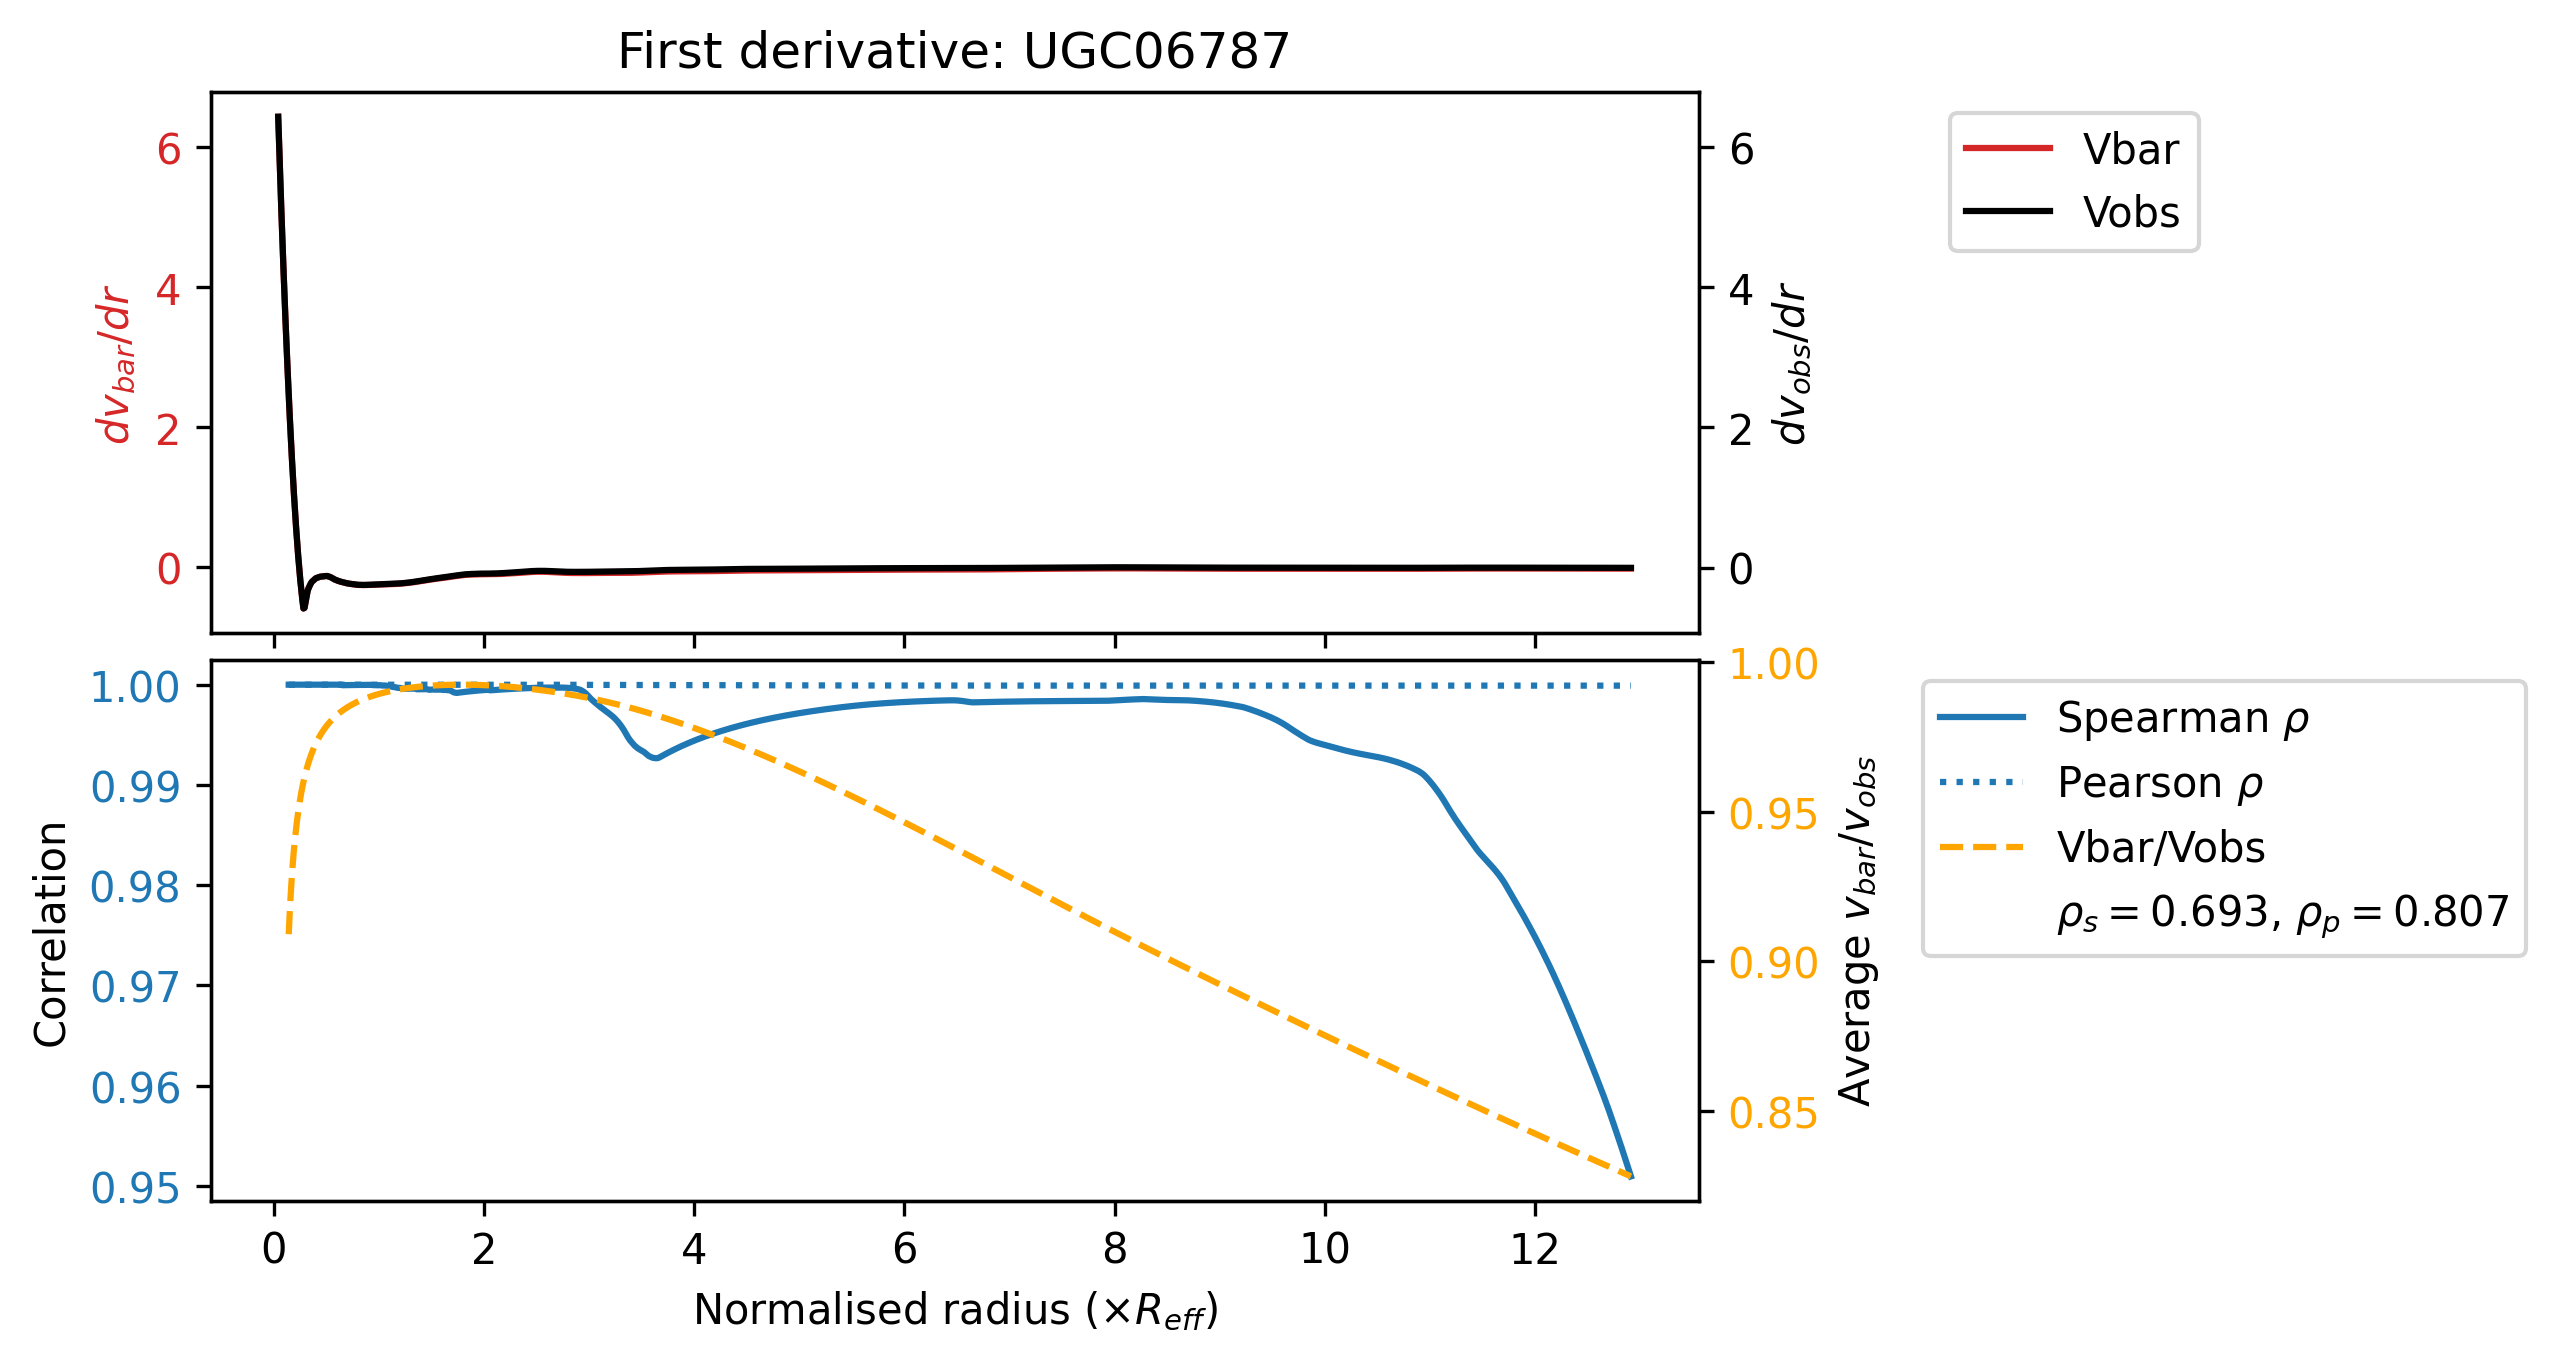 First derivative: UGC06787
6
4
2
0
dv_bar/dr
6
4
2
0
dv_obs/dr
Vbar
Vobs
1.00
0.99
0.98
0.97
0.96
0.95
Correlation
1.00
0.95
0.90
0.85
Average v_bar/v_obs
0 2 4 6 8 10 12
Normalised radius (×R_eff)
Spearman ρ
Pearson ρ
Vbar/Vobs
ρ_s = 0.693, ρ_p = 0.807